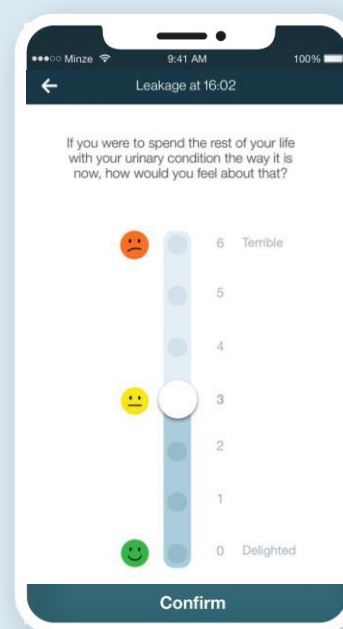 ●●●○○ Minze 9:41 AM 100%
Leakage at 16:02
If you were to spend the rest of your life
with your urinary condition the way it is
now, how would you feel about that?
6 Terrible
5
4
3
2
1
0 Delighted
Confirm